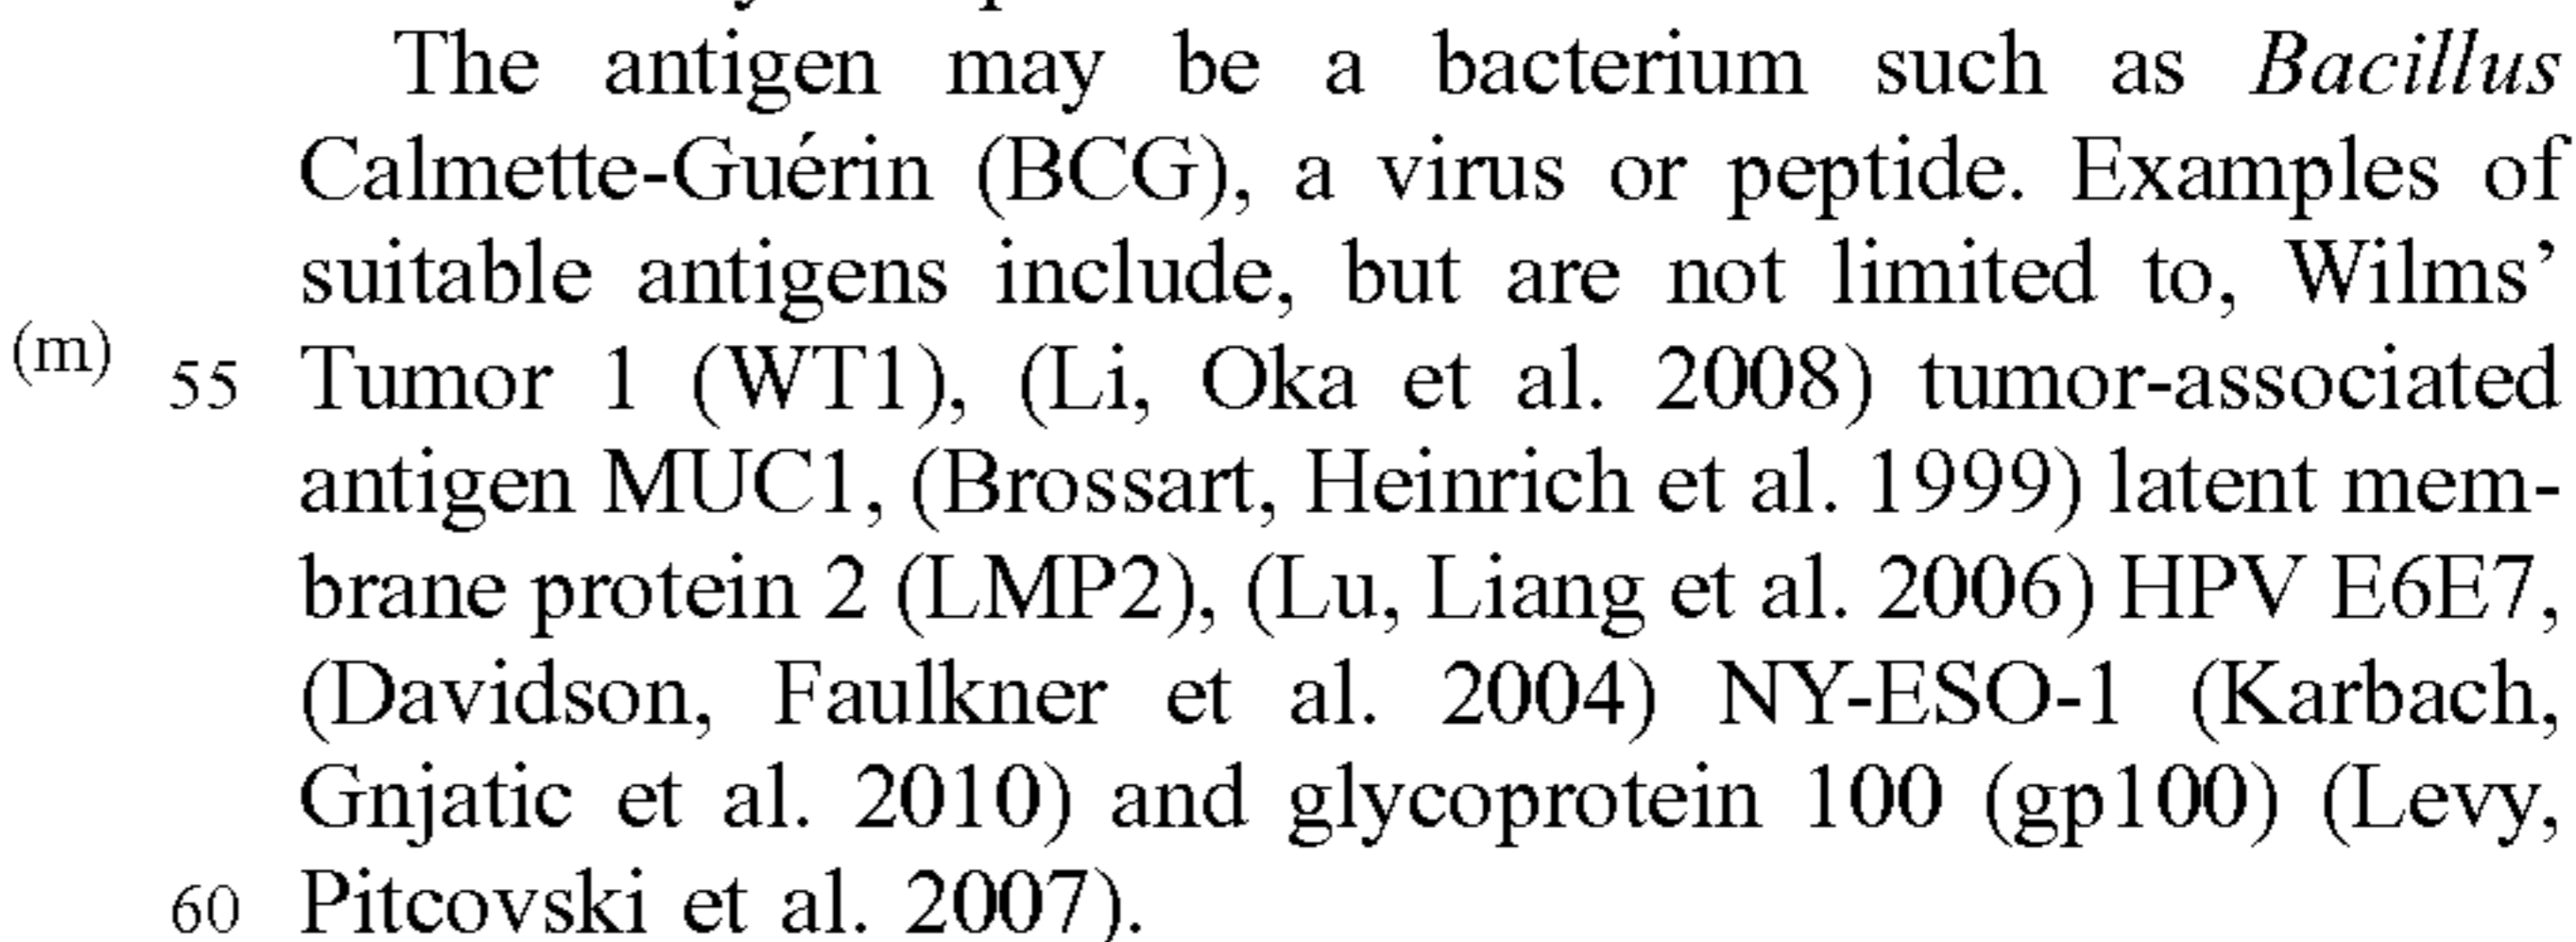 The antigen may be a bacterium such as Bacillus
Calmette-Guérin (BCG), a virus or peptide. Examples of
suitable antigens include, but are not limited to, Wilms’
(m) 55 Tumor 1 (WT1), (Li, Oka et al. 2008) tumor-associated
antigen MUC1, (Brossart, Heinrich et al. 1999) latent mem-
brane protein 2 (LMP2), (Lu, Liang et al. 2006) HPV E6E7,
(Davidson, Faulkner et al. 2004) NY-ESO-1 (Karbach,
Gnjatic et al. 2010) and glycoprotein 100 (gp100) (Levy,
60 Pitcovski et al. 2007).